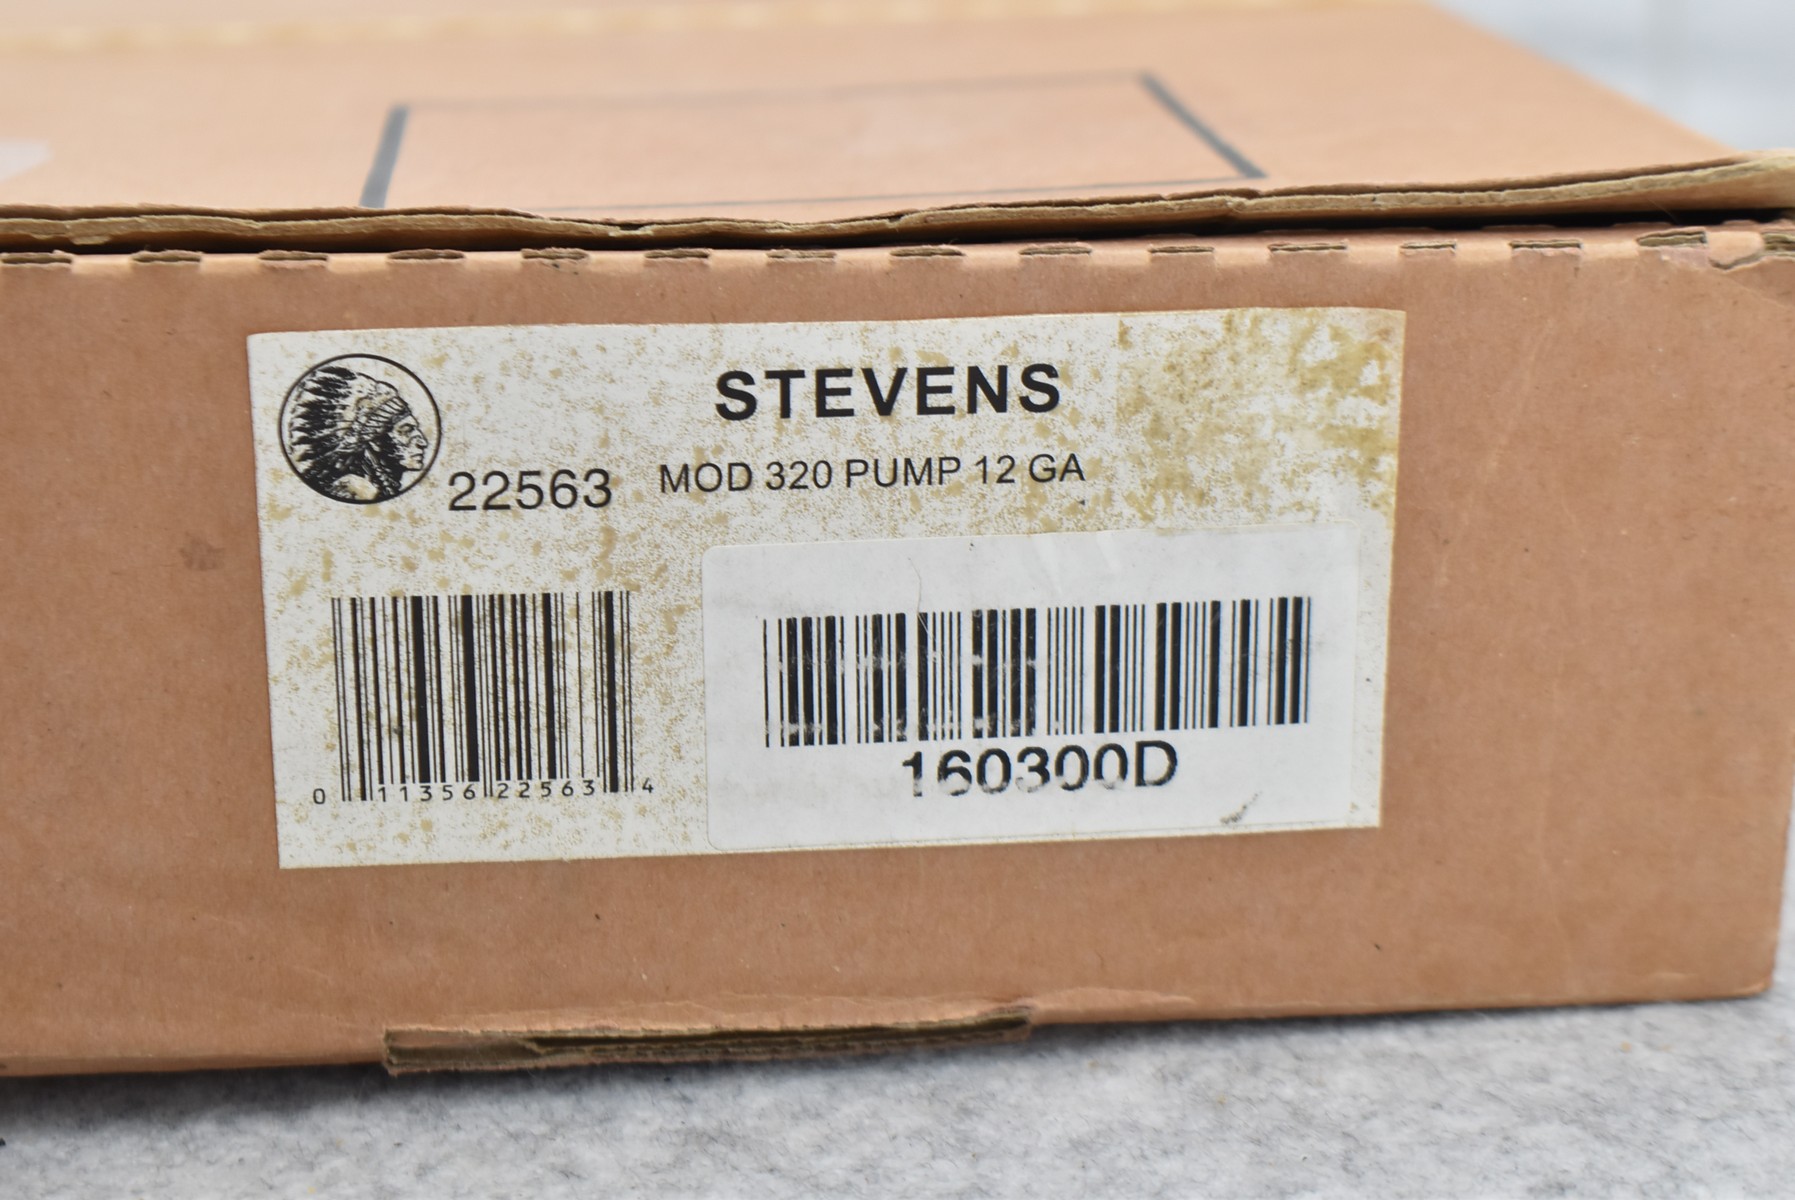 STEVENS
22563 MOD 320 PUMP 12 GA
0 11356 22563 4
160300D